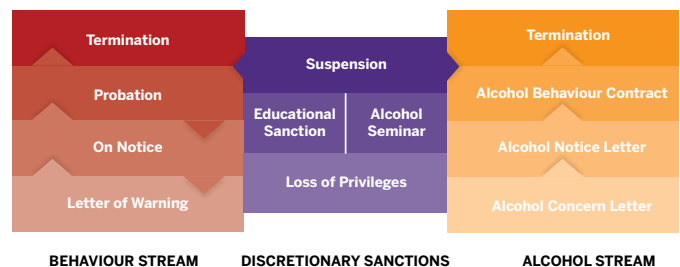 Termination
Probation
On Notice
Letter of Warning
BEHAVIOUR STREAM
Suspension
Educational
Sanction
Alcohol
Seminar
Loss of Privileges
DISCRETIONARY SANCTIONS
Termination
Alcohol Behaviour Contract
Alcohol Notice Letter
Alcohol Concern Letter
ALCOHOL STREAM